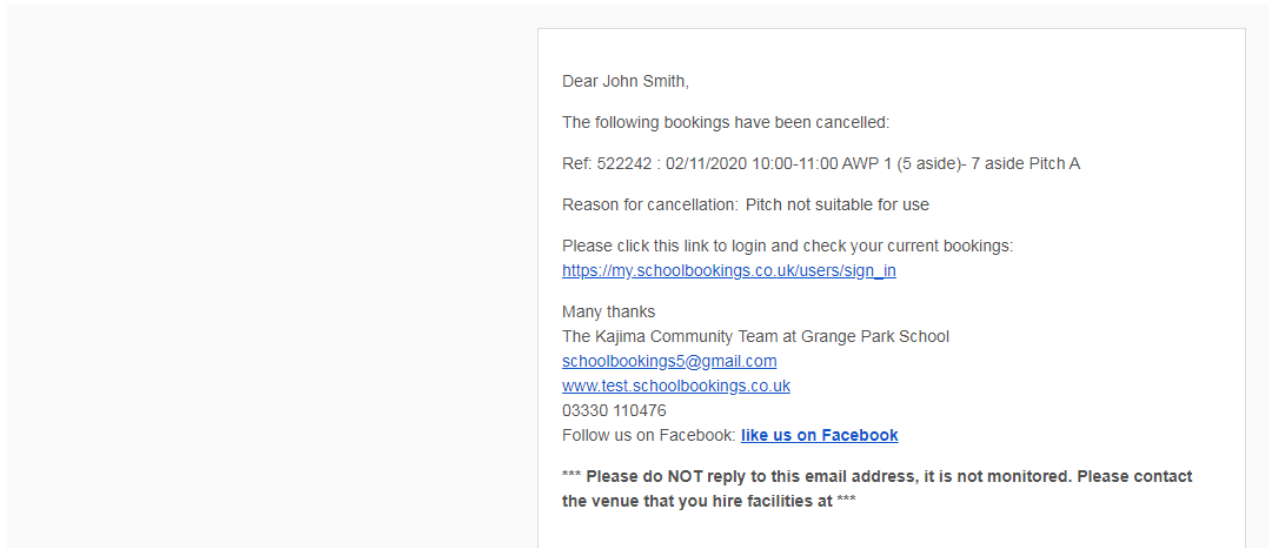 Dear John Smith,
The following bookings have been cancelled:
Ref: 522242 : 02/11/2020 10:00-11:00 AWP 1 (5 aside)- 7 aside Pitch A
Reason for cancellation: Pitch not suitable for use
Please click this link to login and check your current bookings:
https://my.schoolbookings.co.uk/users/sign_in
Many thanks
The Kajima Community Team at Grange Park School
schoolbookings5@gmail.com
www.test.schoolbookings.co.uk
03330 110476
Follow us on Facebook: like us on Facebook
*** Please do NOT reply to this email address, it is not monitored. Please contact
the venue that you hire facilities at ***